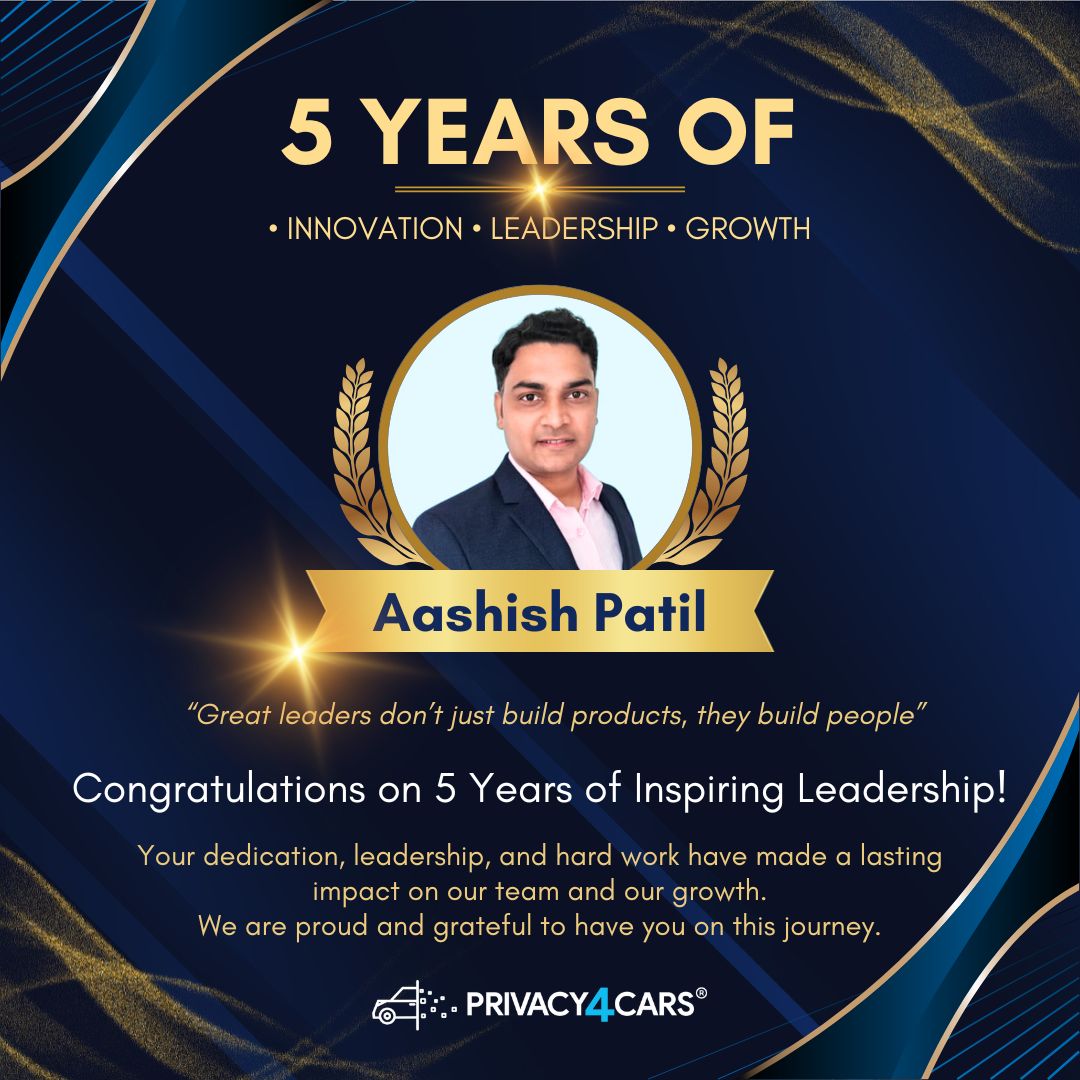 5 YEARS OF
• INNOVATION • LEADERSHIP • GROWTH
Aashish Patil
“Great leaders don’t just build products, they build people”
Congratulations on 5 Years of Inspiring Leadership!
Your dedication, leadership, and hard work have made a lasting
impact on our team and our growth.
We are proud and grateful to have you on this journey.
PRIVACY4CARS®